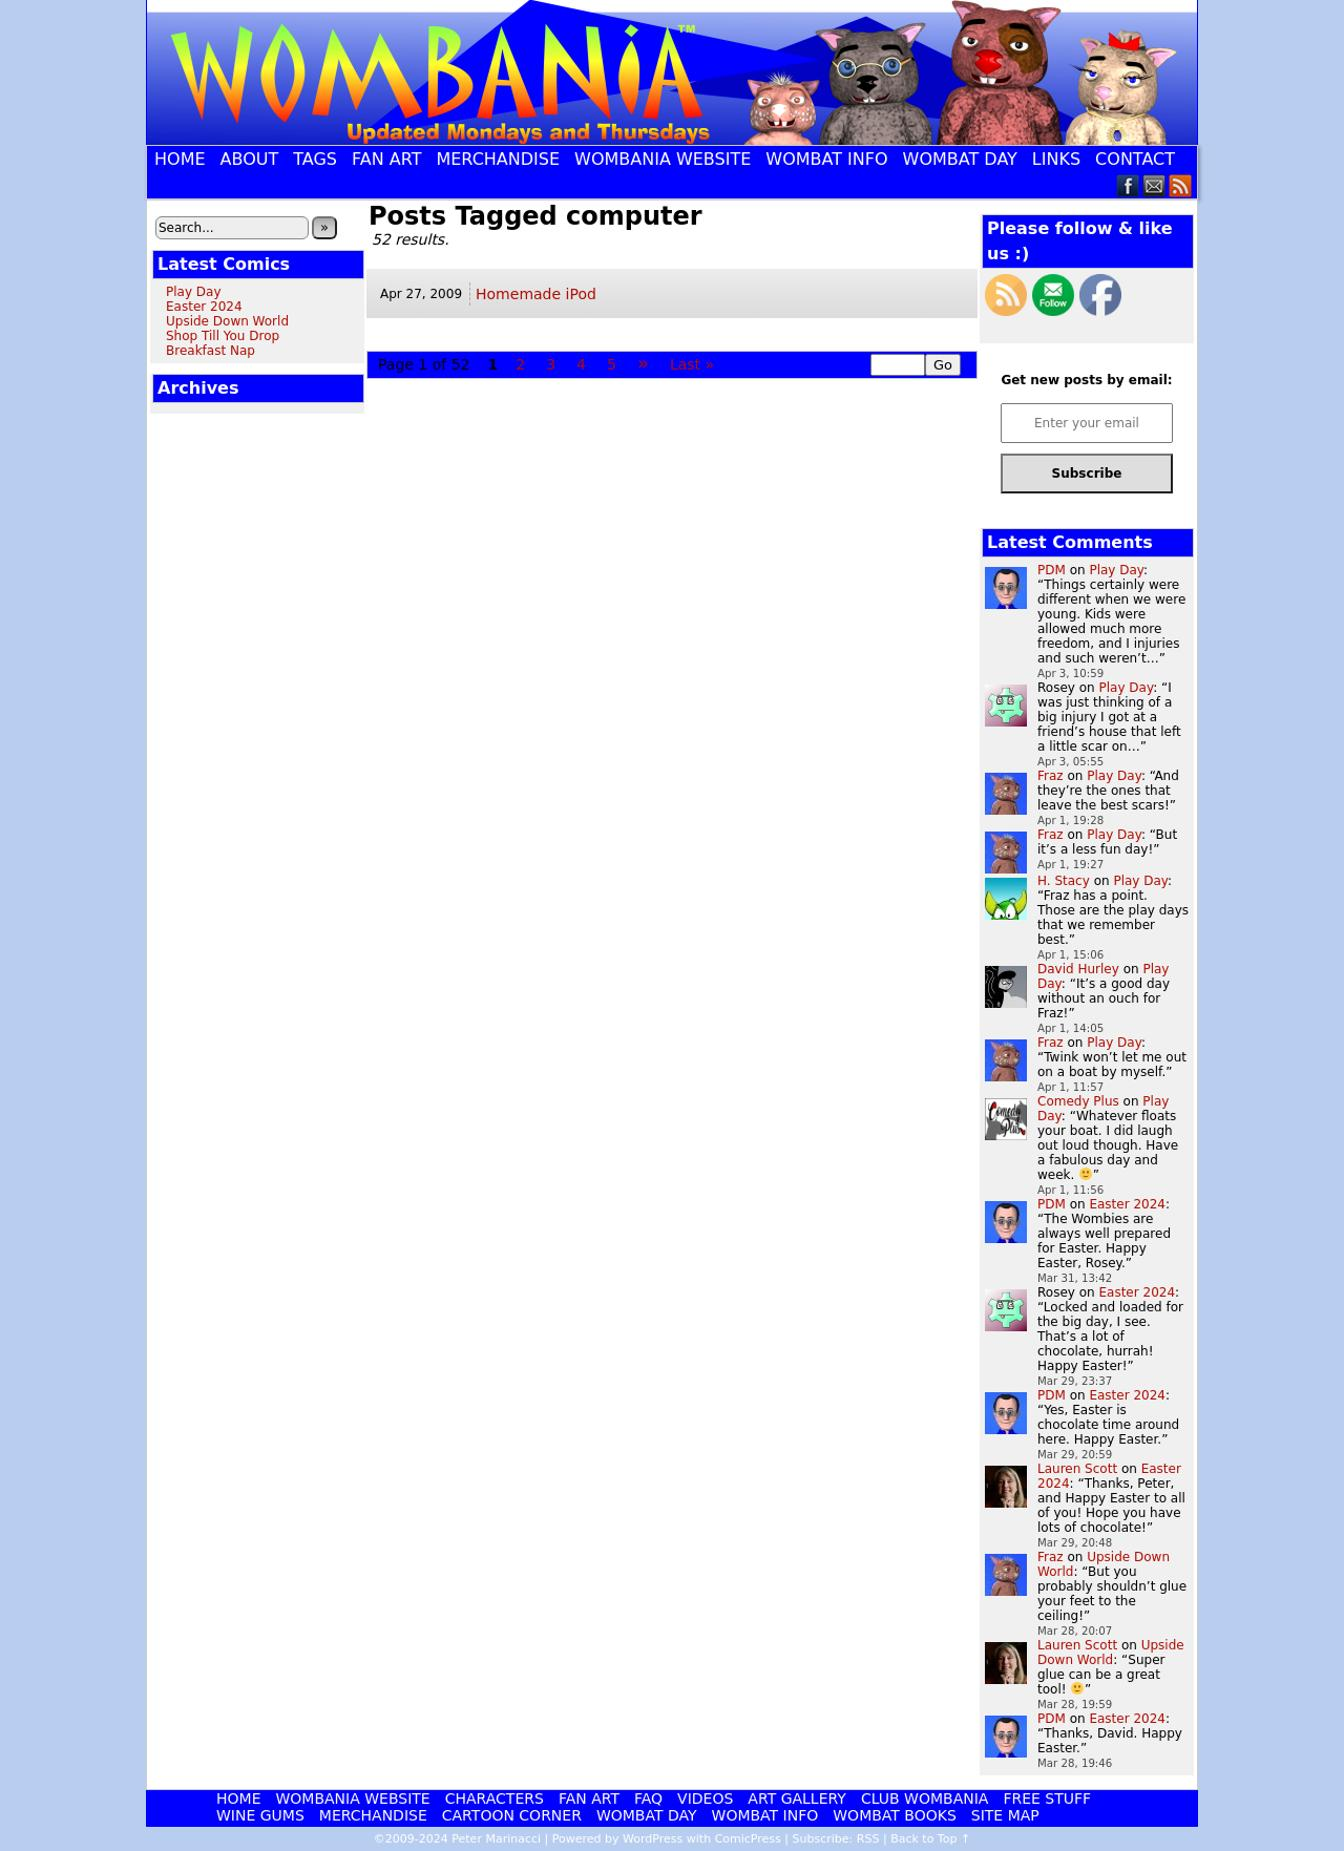 WOMBANiA™
Updated Mondays and Thursdays
HOME ABOUT TAGS FAN ART MERCHANDISE WOMBANIA WEBSITE WOMBAT INFO WOMBAT DAY LINKS CONTACT
Search... »
Latest Comics
Play Day
Easter 2024
Upside Down World
Shop Till You Drop
Breakfast Nap
Archives
Posts Tagged computer
52 results.
Apr 27, 2009 Homemade iPod
Page 1 of 52 1 2 3 4 5 » Last » Go
Please follow & like
us :)
Follow
Get new posts by email:
Enter your email
Subscribe
Latest Comments
PDM on Play Day:
“Things certainly were
different when we were
young. Kids were
allowed much more
freedom, and I injuries
and such weren’t…”
Apr 3, 10:59
Rosey on Play Day: “I
was just thinking of a
big injury I got at a
friend’s house that left
a little scar on…”
Apr 3, 05:55
Fraz on Play Day: “And
they’re the ones that
leave the best scars!”
Apr 1, 19:28
Fraz on Play Day: “But
it’s a less fun day!”
Apr 1, 19:27
H. Stacy on Play Day:
“Fraz has a point.
Those are the play days
that we remember
best.”
Apr 1, 15:06
David Hurley on Play
Day: “It’s a good day
without an ouch for
Fraz!”
Apr 1, 14:05
Fraz on Play Day:
“Twink won’t let me out
on a boat by myself.”
Apr 1, 11:57
Comedy Plus
Comedy Plus on Play
Day: “Whatever floats
your boat. I did laugh
out loud though. Have
a fabulous day and
week. 🙂”
Apr 1, 11:56
PDM on Easter 2024:
“The Wombies are
always well prepared
for Easter. Happy
Easter, Rosey.”
Mar 31, 13:42
Rosey on Easter 2024:
“Locked and loaded for
the big day, I see.
That’s a lot of
chocolate, hurrah!
Happy Easter!”
Mar 29, 23:37
PDM on Easter 2024:
“Yes, Easter is
chocolate time around
here. Happy Easter.”
Mar 29, 20:59
Lauren Scott on Easter
2024: “Thanks, Peter,
and Happy Easter to all
of you! Hope you have
lots of chocolate!”
Mar 29, 20:48
Fraz on Upside Down
World: “But you
probably shouldn’t glue
your feet to the
ceiling!”
Mar 28, 20:07
Lauren Scott on Upside
Down World: “Super
glue can be a great
tool! 🙂”
Mar 28, 19:59
PDM on Easter 2024:
“Thanks, David. Happy
Easter.”
Mar 28, 19:46
HOME WOMBANIA WEBSITE CHARACTERS FAN ART FAQ VIDEOS ART GALLERY CLUB WOMBANIA FREE STUFF
WINE GUMS MERCHANDISE CARTOON CORNER WOMBAT DAY WOMBAT INFO WOMBAT BOOKS SITE MAP
©2009-2024 Peter Marinacci | Powered by WordPress with ComicPress | Subscribe: RSS | Back to Top ↑